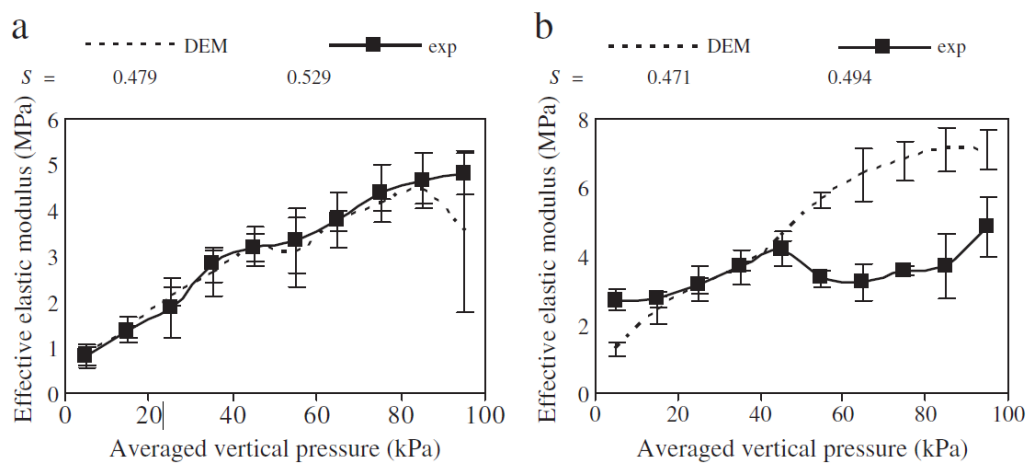 a
DEM exp
S = 0.479 0.529
Effective elastic modulus (MPa)
6
5
4
3
2
1
0
0 20 40 60 80 100
Averaged vertical pressure (kPa)
b
DEM exp
S = 0.471 0.494
Effective elastic modulus (MPa)
8
6
4
2
0
0 20 40 60 80 100
Averaged vertical pressure (kPa)